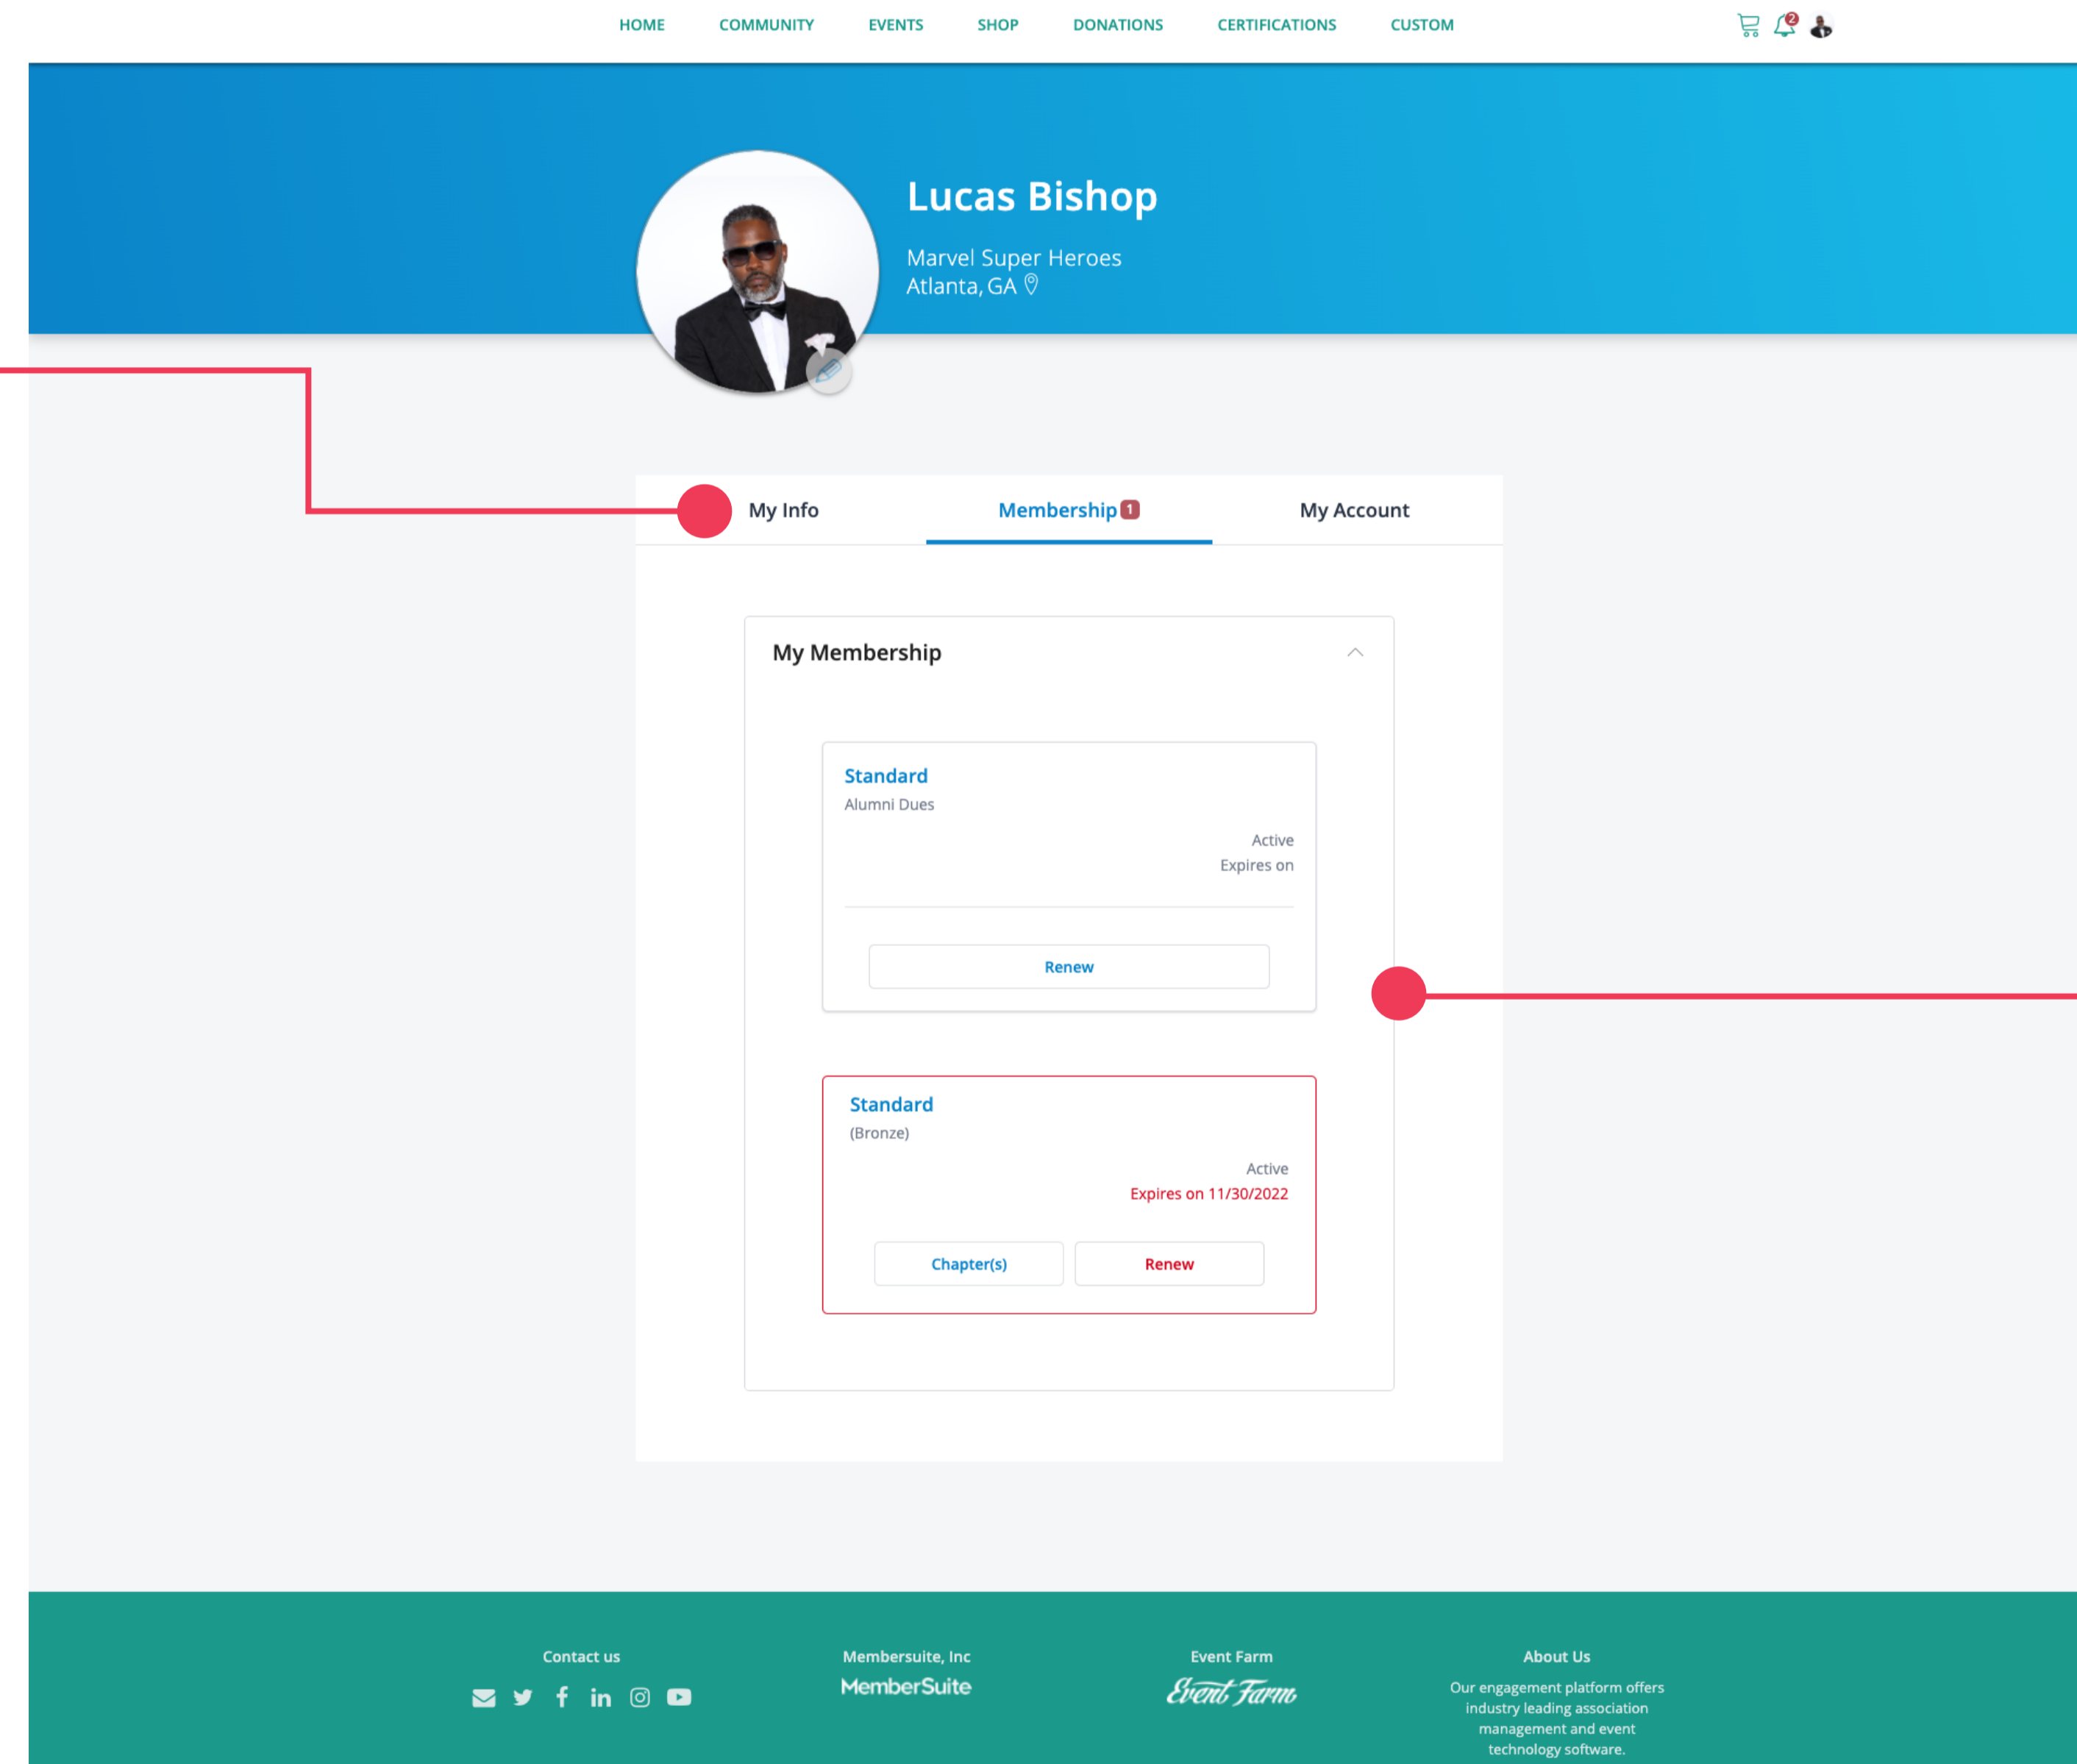 HOME COMMUNITY EVENTS SHOP DONATIONS CERTIFICATIONS CUSTOM
2
Lucas Bishop
Marvel Super Heroes
Atlanta, GA
My Info Membership 1 My Account
My Membership
Standard
Alumni Dues
Active
Expires on
Renew
Standard
(Bronze)
Active
Expires on 11/30/2022
Chapter(s) Renew
Contact us
Membersuite, Inc
MemberSuite
Event Farm
Event Farm
About Us
Our engagement platform offers
industry leading association
management and event
technology software.